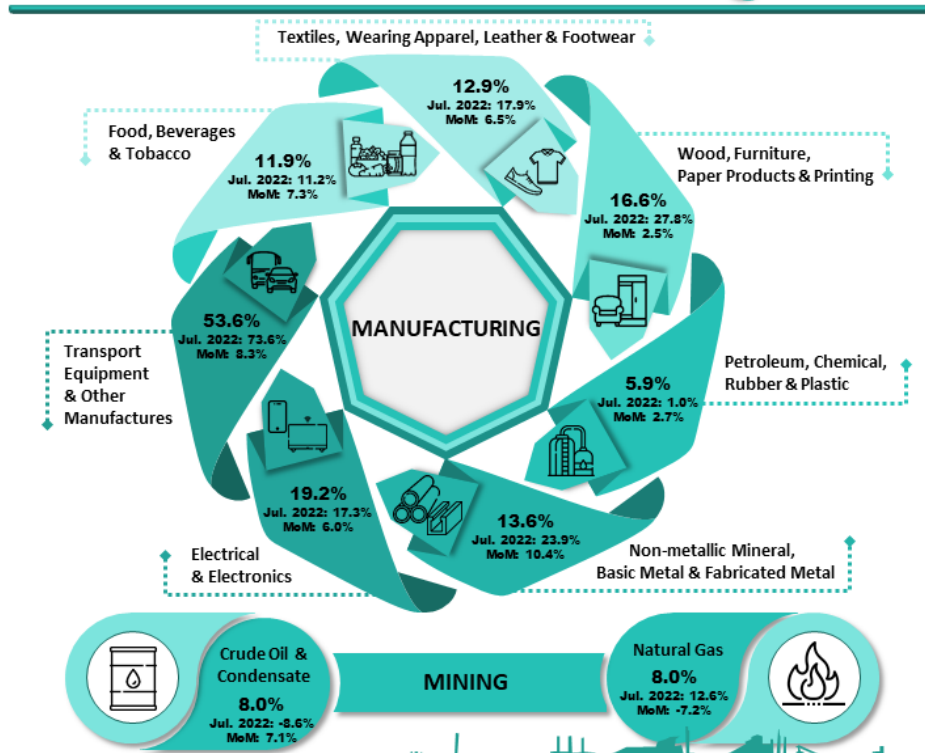 Textiles, Wearing Apparel, Leather & Footwear
12.9%
Jul. 2022: 17.9%
MoM: 6.5%
Food, Beverages
& Tobacco
11.9%
Jul. 2022: 11.2%
MoM: 7.3%
Wood, Furniture,
Paper Products & Printing
16.6%
Jul. 2022: 27.8%
MoM: 2.5%
MANUFACTURING
53.6%
Jul. 2022: 73.6%
MoM: 8.3%
Transport
Equipment
& Other
Manufactures
Petroleum, Chemical,
Rubber & Plastic
5.9%
Jul. 2022: 1.0%
MoM: 2.7%
19.2%
Jul. 2022: 17.3%
MoM: 6.0%
Electrical
& Electronics
13.6%
Jul. 2022: 23.9%
MoM: 10.4%
Non-metallic Mineral,
Basic Metal & Fabricated Metal
Crude Oil &
Condensate
8.0%
Jul. 2022: -8.6%
MoM: 7.1%
MINING
Natural Gas
8.0%
Jul. 2022: 12.6%
MoM: -7.2%